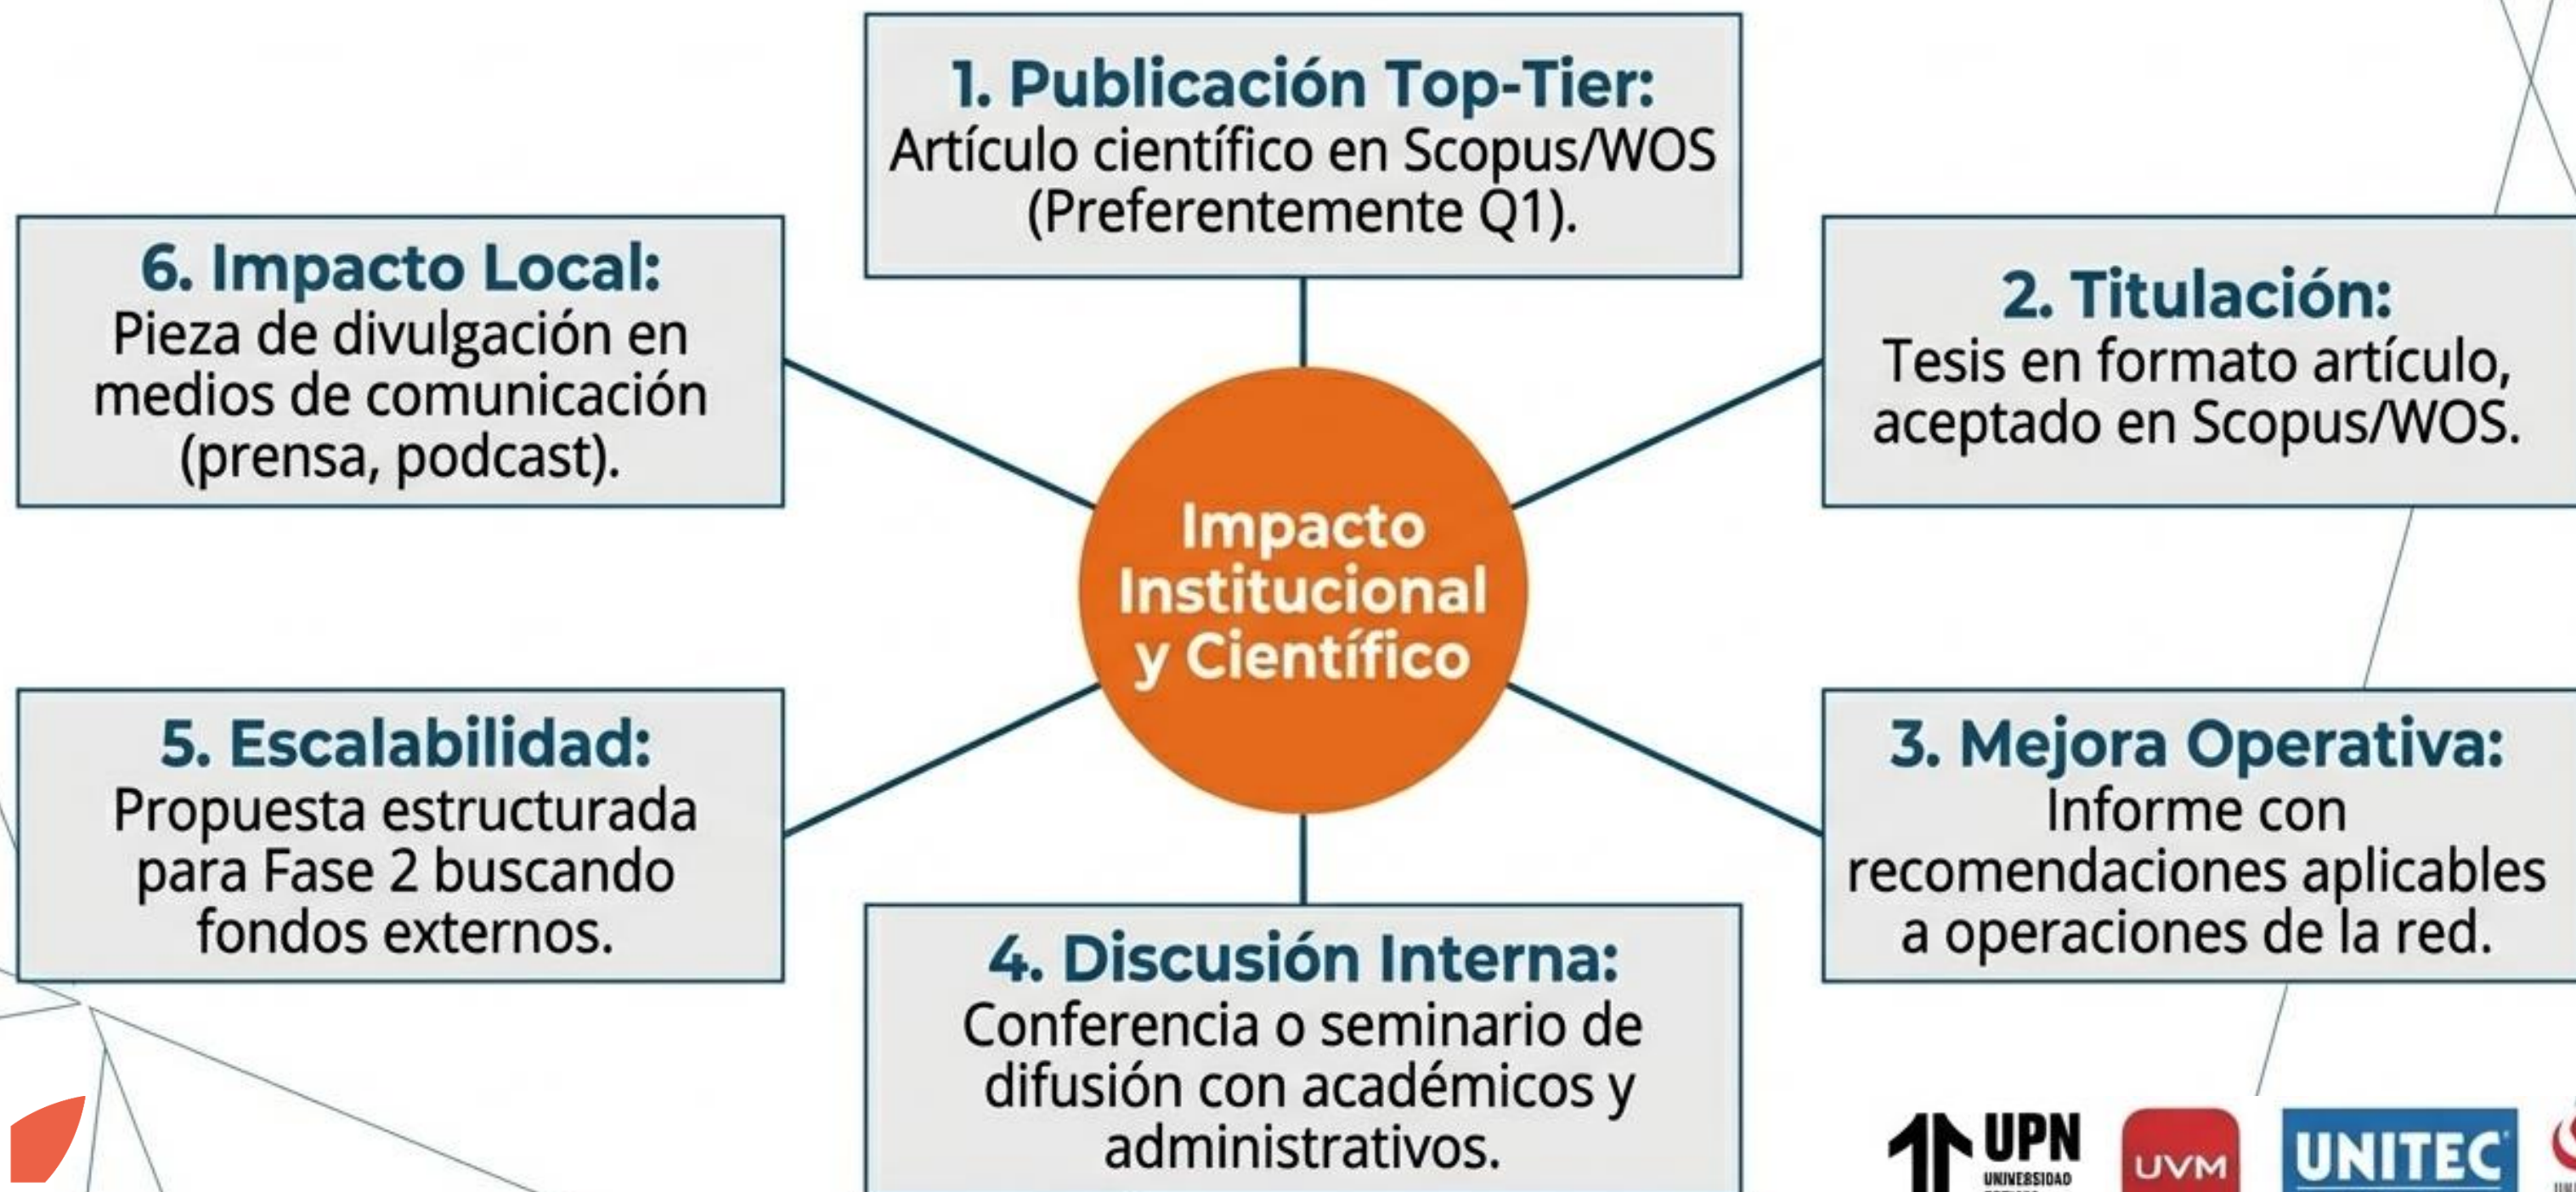 1. Publicación Top-Tier:
Artículo científico en Scopus/WOS
(Preferentemente Q1).
2. Titulación:
Tesis en formato artículo,
aceptado en Scopus/WOS.
3. Mejora Operativa:
Informe con
recomendaciones aplicables
a operaciones de la red.
4. Discusión Interna:
Conferencia o seminario de
difusión con académicos y
administrativos.
5. Escalabilidad:
Propuesta estructurada
para Fase 2 buscando
fondos externos.
6. Impacto Local:
Pieza de divulgación en
medios de comunicación
(prensa, podcast).
Impacto
Institucional
y Científico
UPN
UNIVERSIDAD
UVM
UNITEC